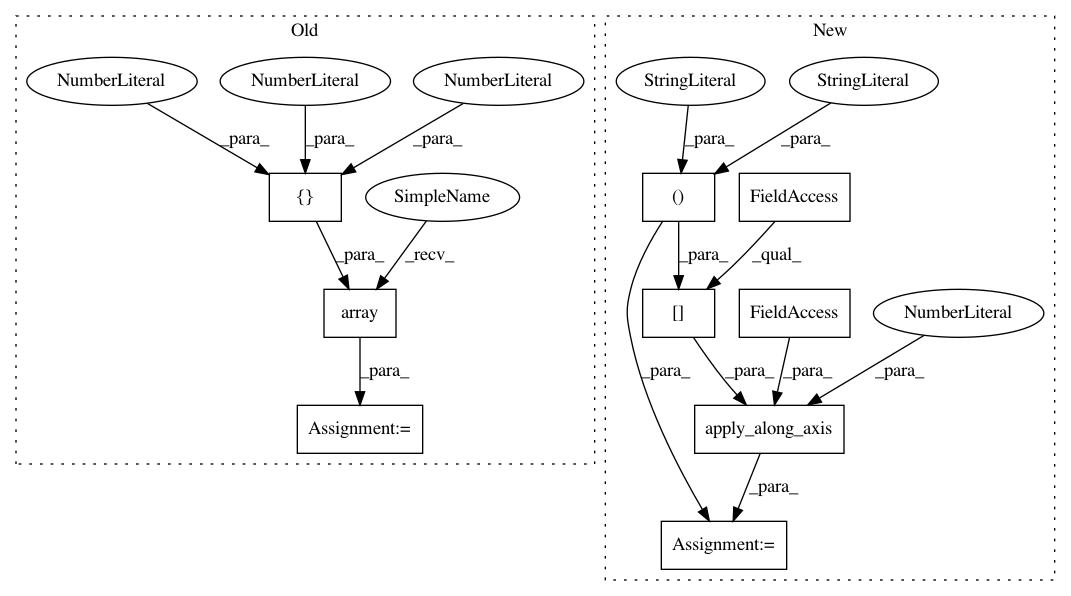 Old
New
NumberLiteral NumberLiteral NumberLiteral StringLiteral StringLiteral
_para_ _para_ _para_ _para_ _para_
{} SimpleName () FieldAccess
_para_ _recv_ _para_ _qual_
array [] FieldAccess NumberLiteral
_para_ _para_ _para_ _para_ _para_
Assignment:= apply_along_axis
_para_
Assignment:=